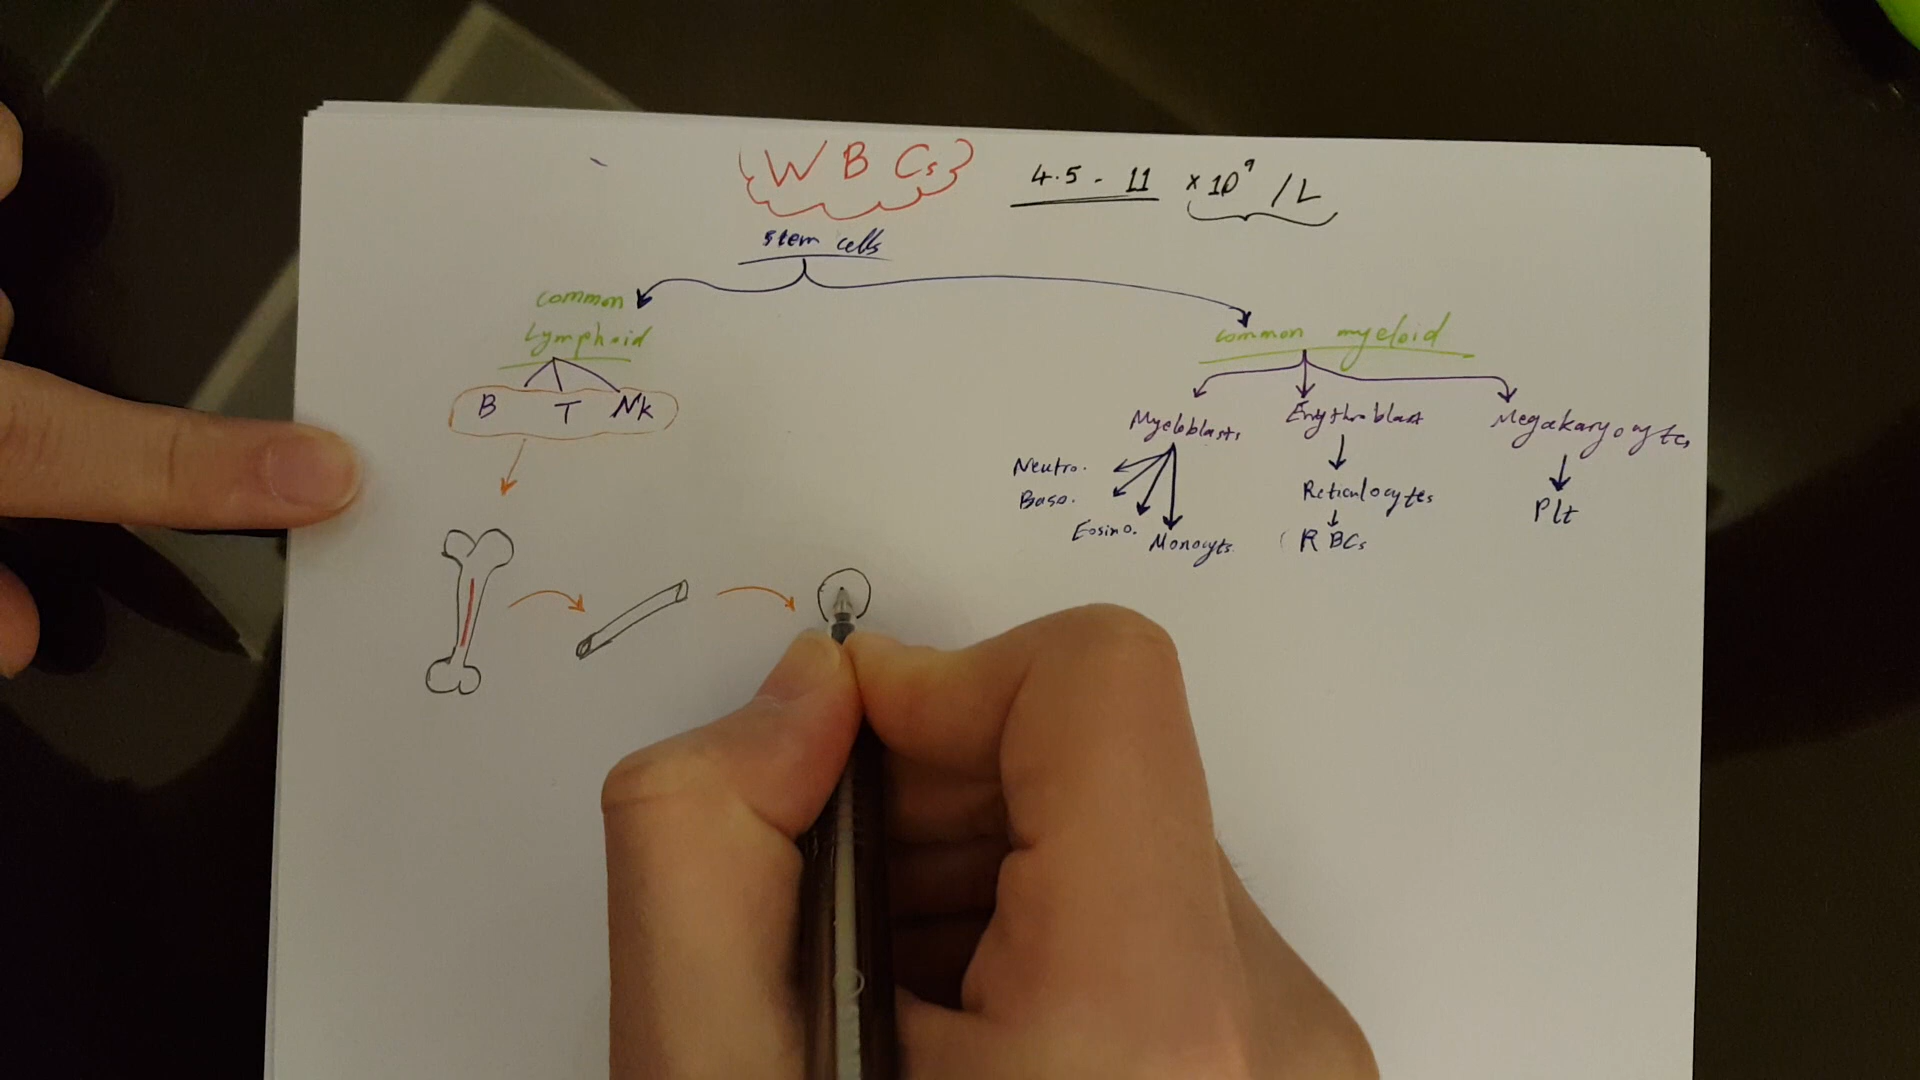 WBCs 4.5 - 11 x 10⁹ / L
stem cells
common
Lymphoid
B T Nk
common myeloid
Myeloblasts Erythroblast Megakaryocytes
Neutro.
Baso.
Eosino. Monocyts.
Reticulocytes
RBCs
Plt